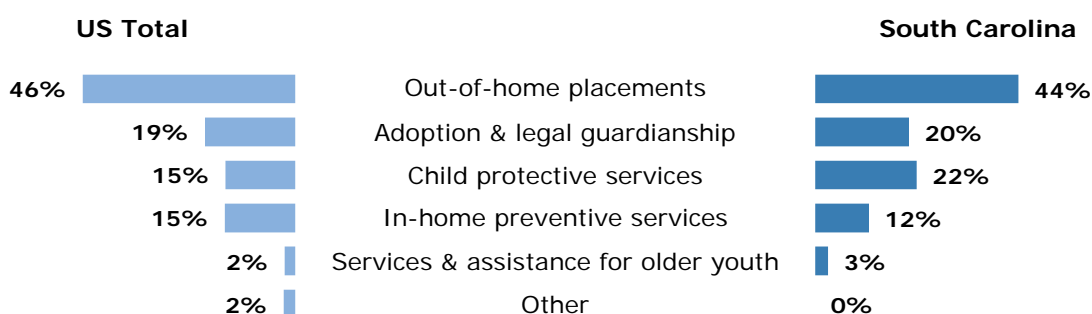 US Total South Carolina
46% Out-of-home placements 44%
19% Adoption & legal guardianship 20%
15% Child protective services 22%
15% In-home preventive services 12%
2% Services & assistance for older youth 3%
2% Other 0%